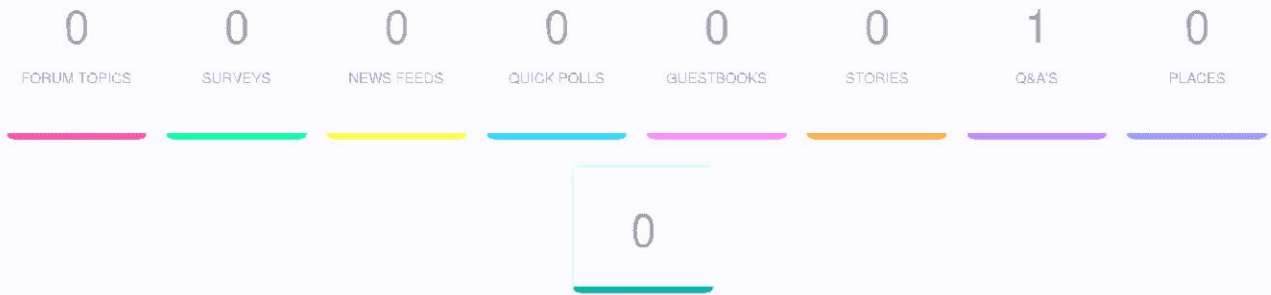 0 0 0 0 0 0 1 0
FORUM TOPICS SURVEYS NEWS FEEDS QUICK POLLS GUESTBOOKS STORIES Q&A'S PLACES
0